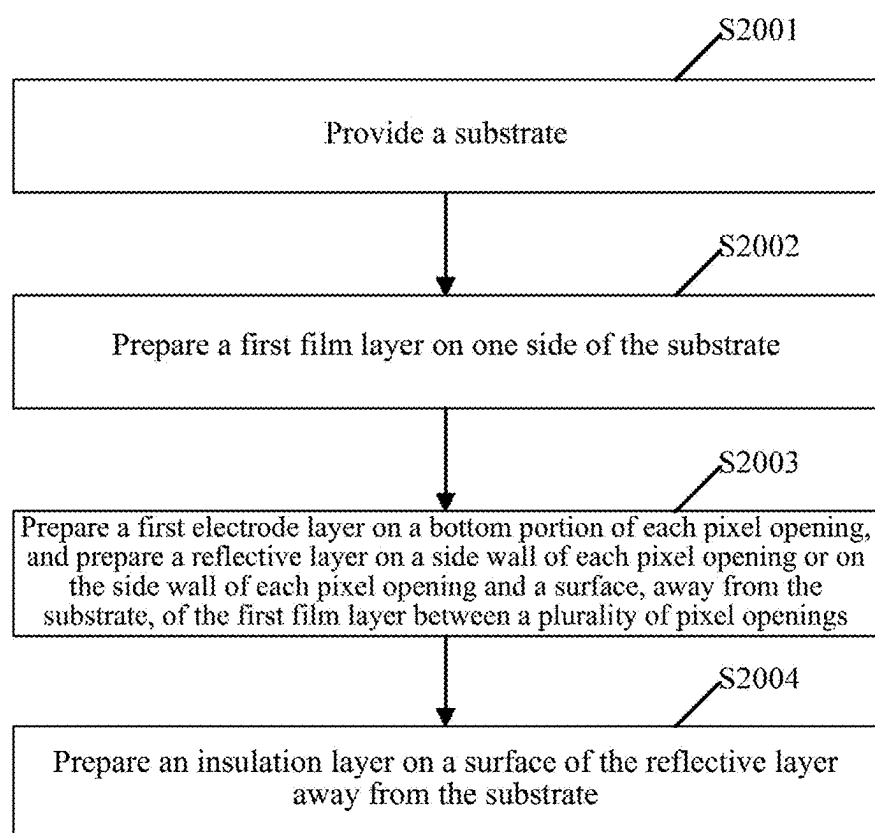 S2001
Provide a substrate
S2002
Prepare a first film layer on one side of the substrate
S2003
Prepare a first electrode layer on a bottom portion of each pixel opening,
and prepare a reflective layer on a side wall of each pixel opening or on
the side wall of each pixel opening and a surface, away from the
substrate, of the first film layer between a plurality of pixel openings
S2004
Prepare an insulation layer on a surface of the reflective layer
away from the substrate